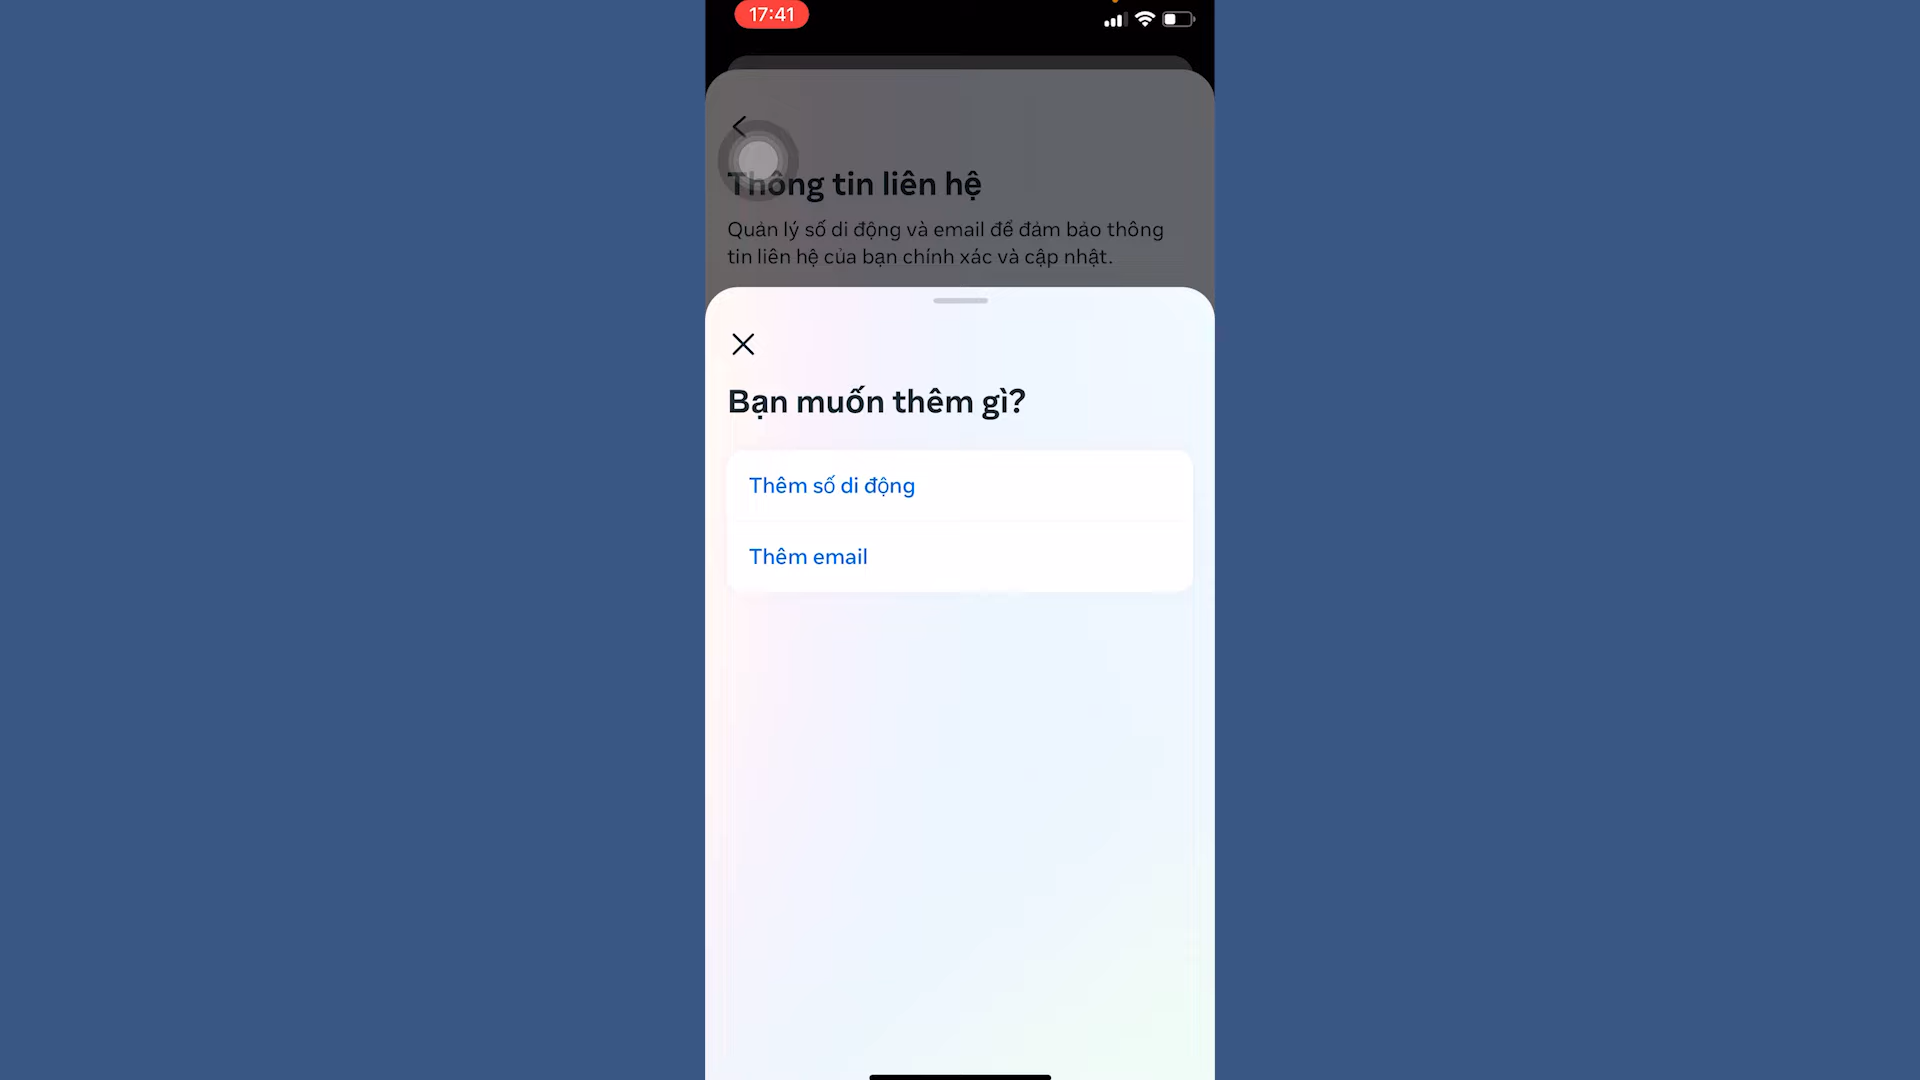 17:41
Thông tin liên hệ
Quản lý số di động và email để đảm bảo thông
tin liên hệ của bạn chính xác và cập nhật.
Bạn muốn thêm gì?
Thêm số di động
Thêm email